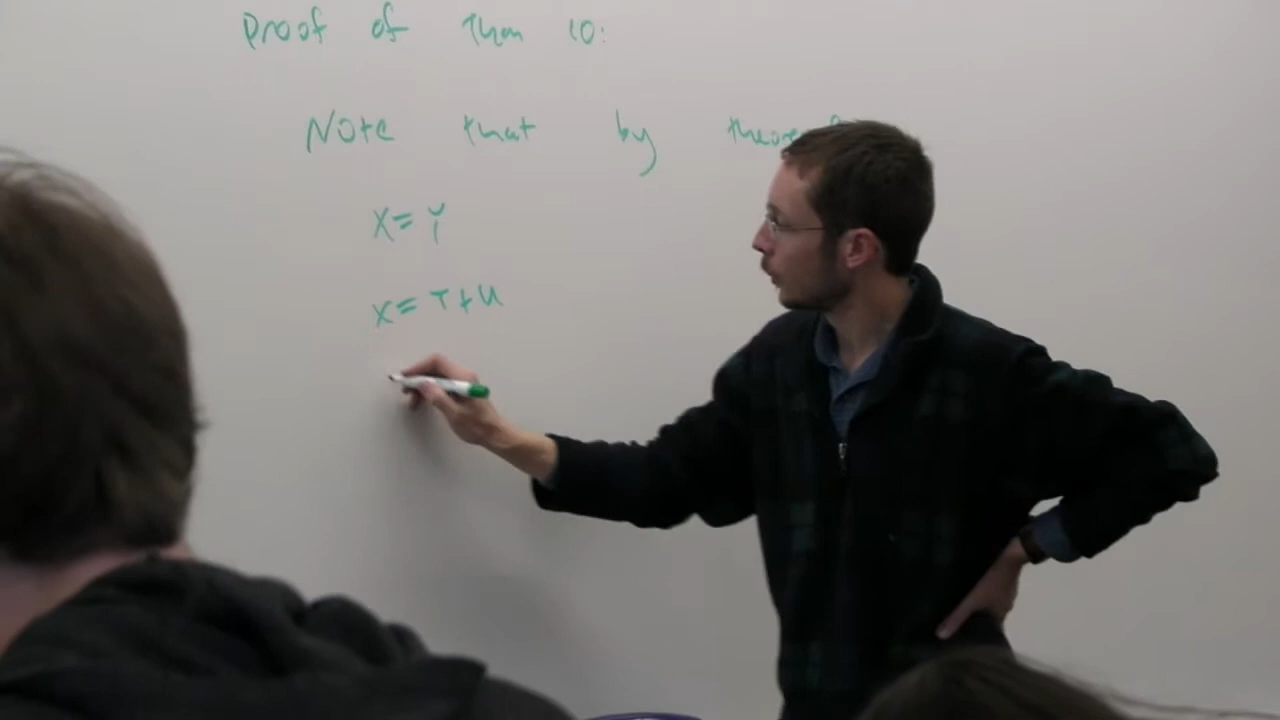 Proof of Thm 10:
Note that by
X = Y
X = T + U